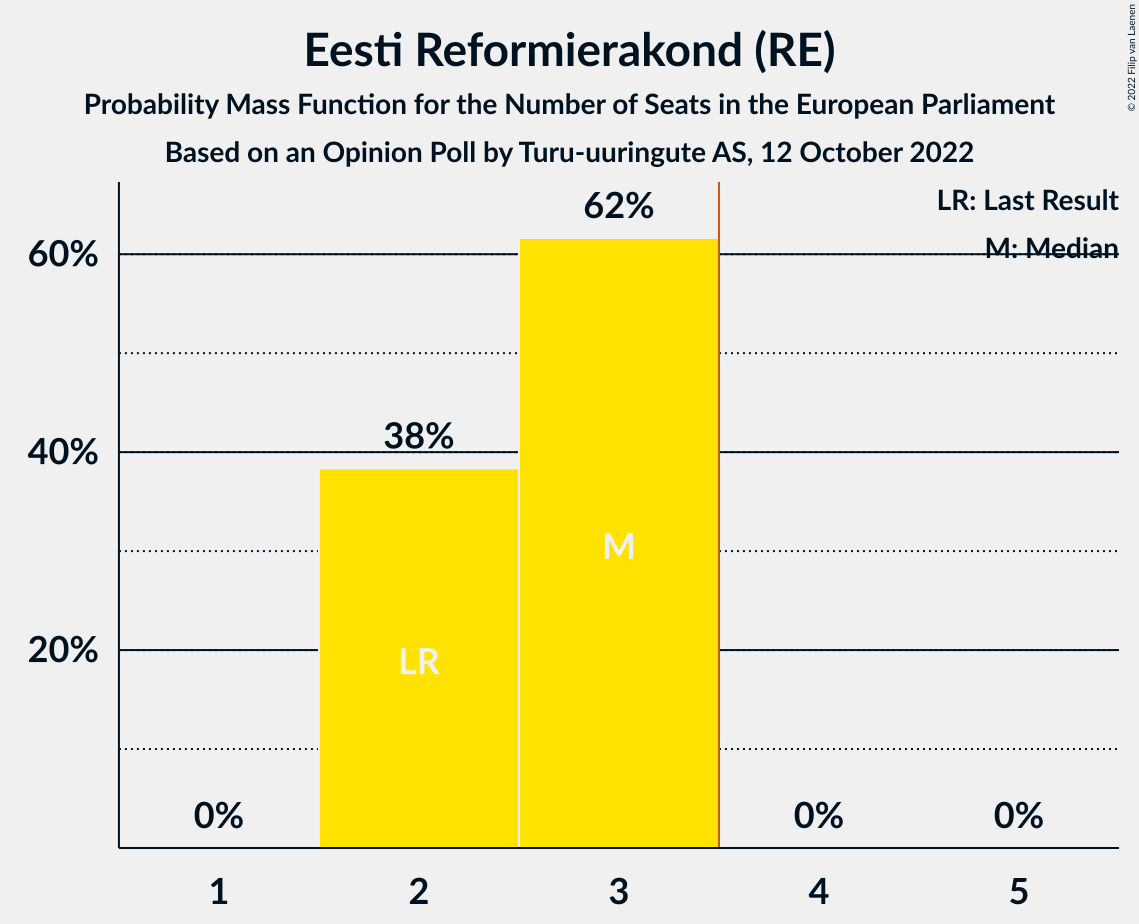 Eesti Reformierakond (RE)
Probability Mass Function for the Number of Seats in the European Parliament
Based on an Opinion Poll by Turu-uuringute AS, 12 October 2022
© 2022 Filip van Laenen
LR: Last Result
M: Median
60%
40%
20%
0%
38%
62%
0%
0%
LR
M
1
2
3
4
5